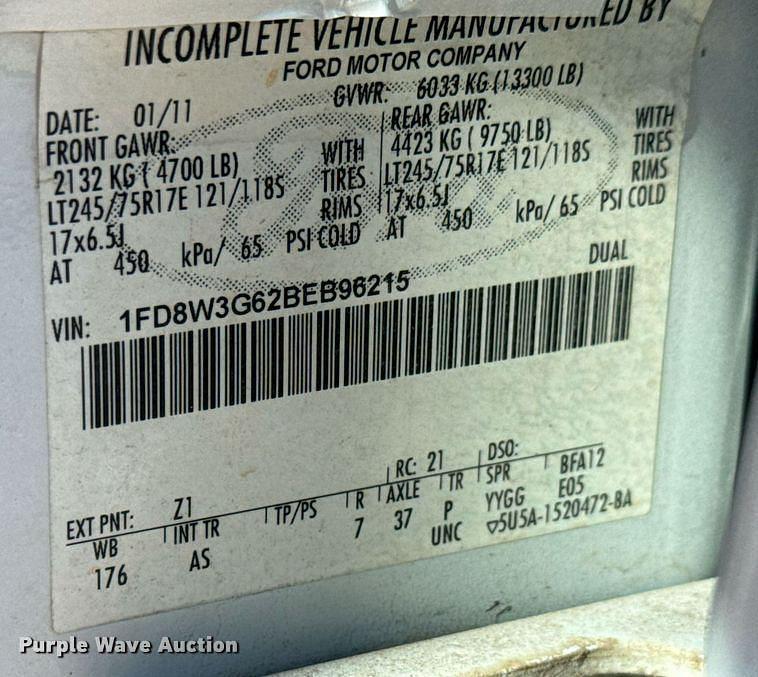 INCOMPLETE VEHICLE MANUFACTURED BY
FORD MOTOR COMPANY
DATE: 01/11 GVWR: 6033 KG (13300 LB)
FRONT GAWR: REAR GAWR:
2132 KG ( 4700 LB) WITH 4423 KG ( 9750 LB) WITH
LT245/75R17E 121/118S TIRES LT245/75R17E 121/118S TIRES
17x6.5J RIMS 17x6.5J RIMS
AT 450 kPa/ 65 PSI COLD AT 450 kPa/ 65 PSI COLD
DUAL
VIN: 1FD8W3G62BEB96215
EXT PNT: Z1 RC: 21 DSO:
WB INT TR TP/PS R AXLE TR SPR BFA12
176 AS 7 37 P YYGG E05
UNC ▽5U5A-1520472-BA
Purple Wave Auction